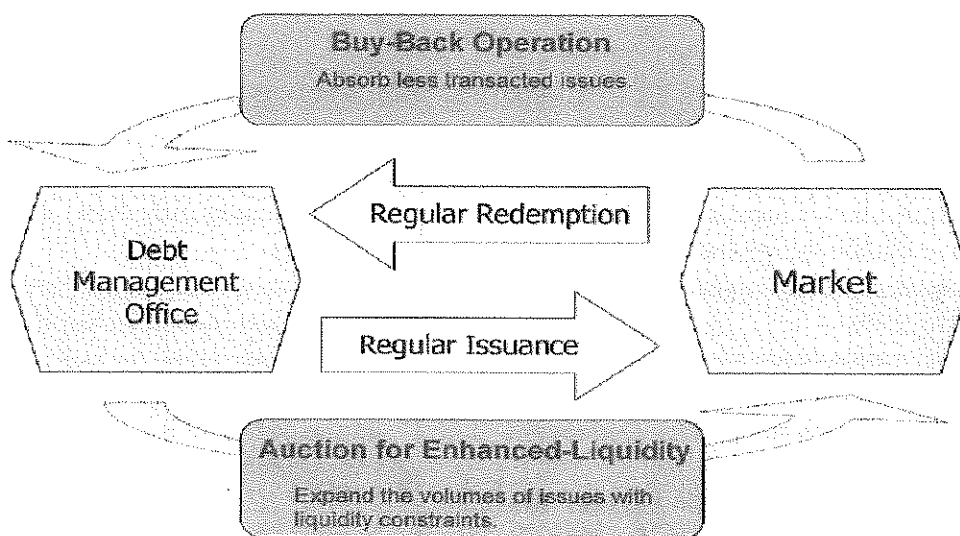 Buy-Back Operation
Absorb less transacted issues
Regular Redemption
Debt
Management
Office
Market
Regular Issuance
Auction for Enhanced-Liquidity
Expand the volumes of issues with
liquidity constraints.